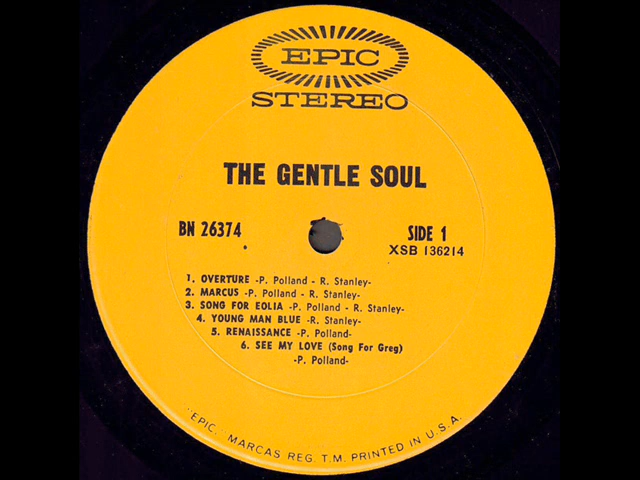 EPIC
STEREO
THE GENTLE SOUL
BN 26374
SIDE 1
XSB 136214
1. OVERTURE -P. Polland - R. Stanley-
2. MARCUS -P. Polland - R. Stanley-
3. SONG FOR EOLIA -P. Polland - R. Stanley-
4. YOUNG MAN BLUE -R. Stanley-
5. RENAISSANCE -P. Polland-
6. SEE MY LOVE (Song For Greg)
-P. Polland-
"EPIC, MARCAS REG. T.M. PRINTED IN U.S.A.